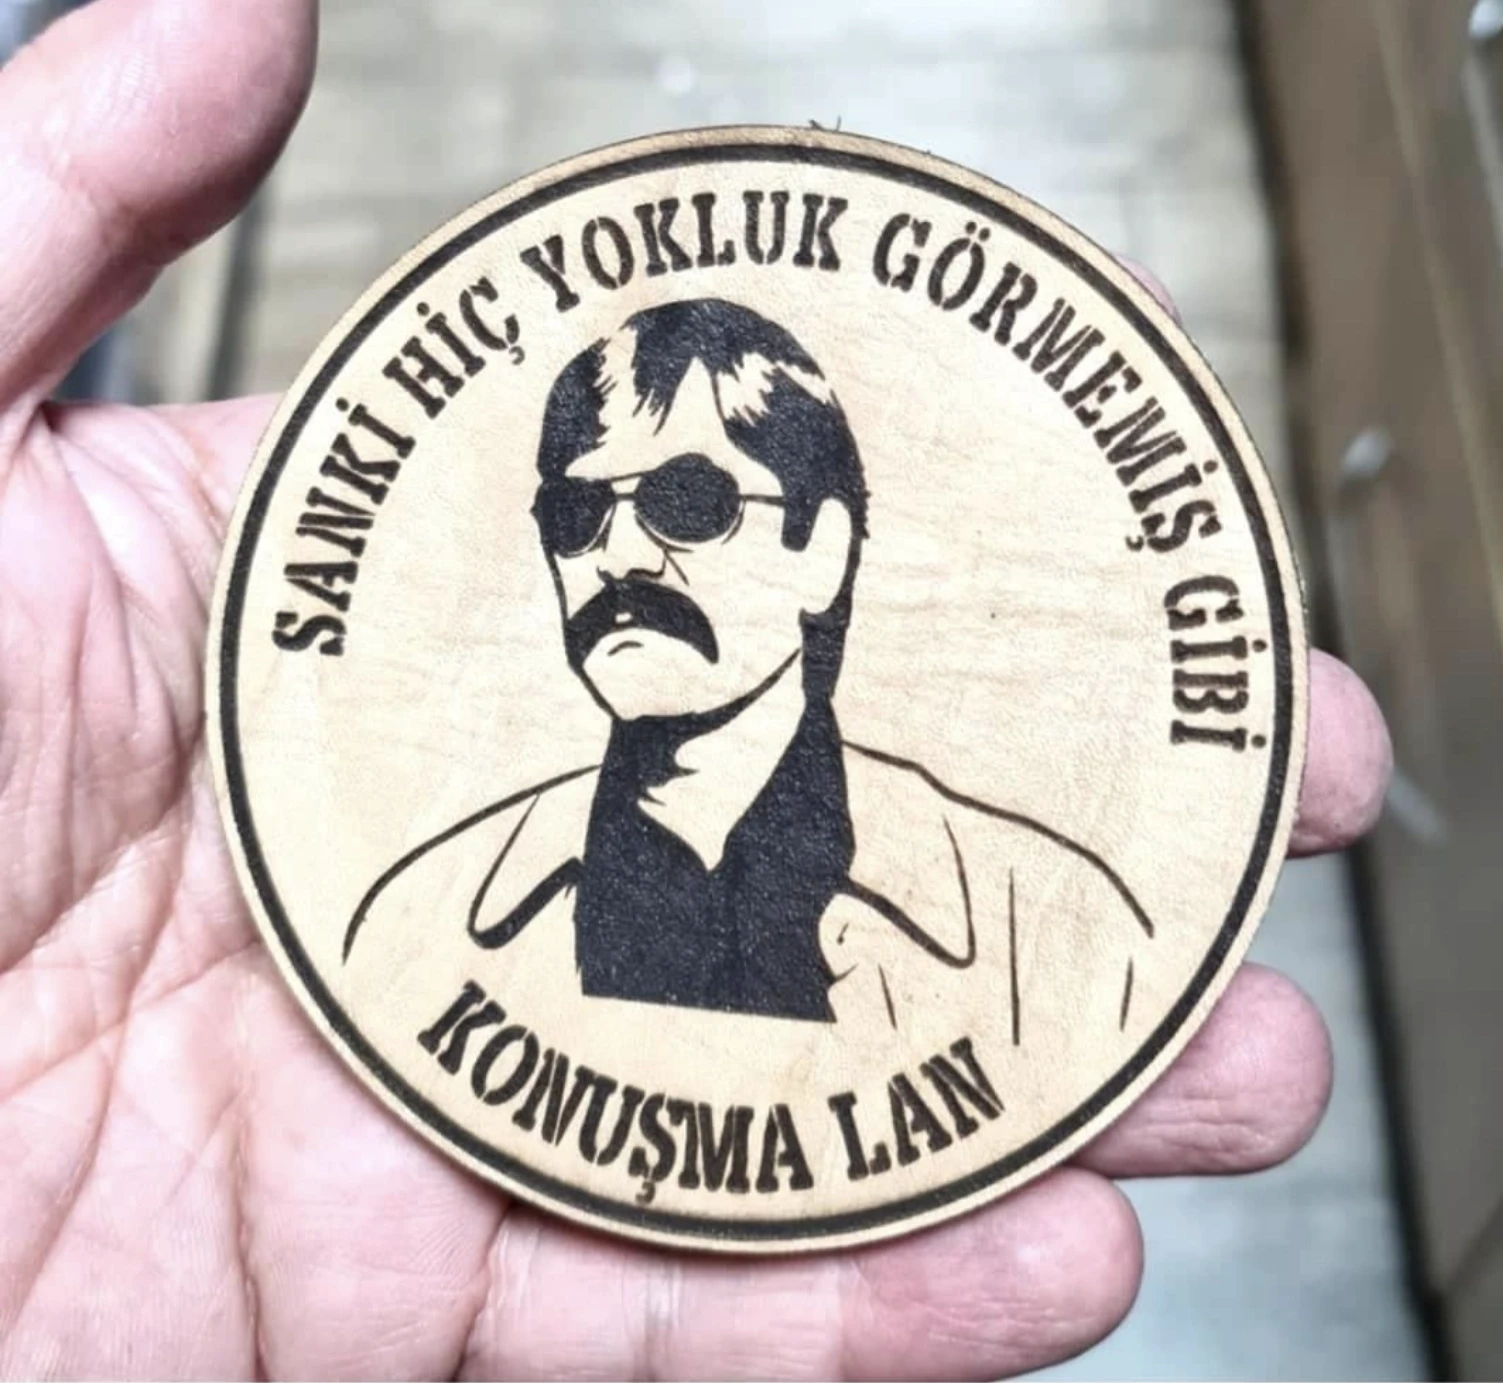 SANKİ HİÇ YOKLUK GÖRMEMİŞ GİBİ
KONUŞMA LAN